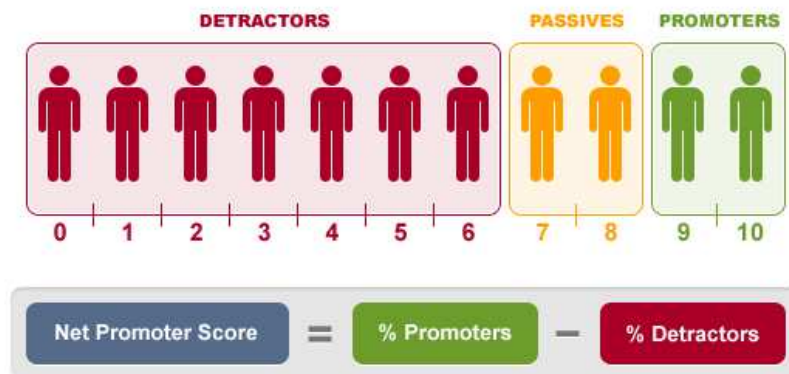 DETRACTORS PASSIVES PROMOTERS
0 1 2 3 4 5 6 7 8 9 10
Net Promoter Score = % Promoters − % Detractors